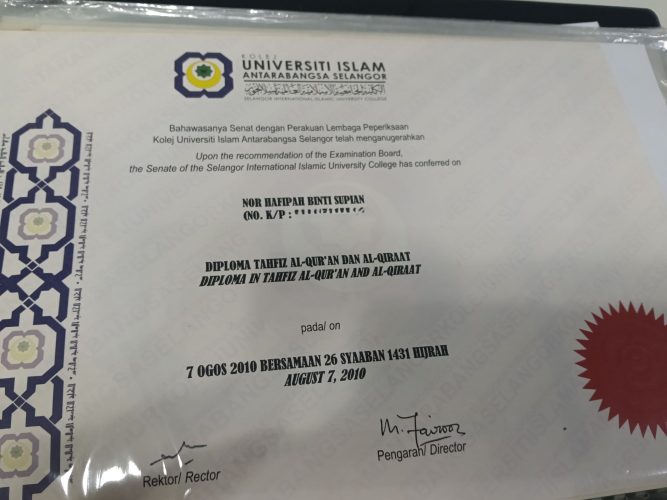 KOLEJ
UNIVERSITI ISLAM
ANTARABANGSA SELANGOR
SELANGOR INTERNATIONAL ISLAMIC UNIVERSITY COLLEGE
Bahawasanya Senat dengan Perakuan Lembaga Peperiksaan
Kolej Universiti Islam Antarabangsa Selangor telah menganugerahkan
Upon the recommendation of the Examination Board,
the Senate of the Selangor International Islamic University College has conferred on
NOR HAFIPAH BINTI SUPIAN
(NO. K/P :
DIPLOMA TAHFIZ AL-QUR'AN DAN AL-QIRAAT
DIPLOMA IN TAHFIZ AL-QUR'AN AND AL-QIRAAT
pada/ on
7 OGOS 2010 BERSAMAAN 26 SYAABAN 1431 HIJRAH
AUGUST 7, 2010
M. Fairooz
Rektor/ Rector
Pengarah/ Director